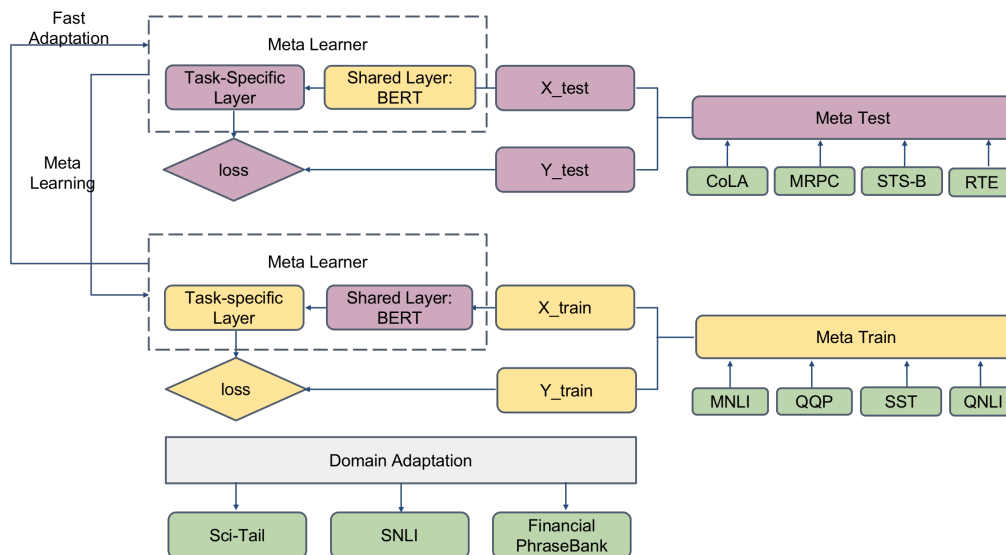 Fast
Adaptation
Meta Learner
Task-Specific
Layer
Shared Layer:
BERT
X_test
Meta Test
loss
Y_test
CoLA
MRPC
STS-B
RTE
Meta
Learning
Meta Learner
Task-specific
Layer
Shared Layer:
BERT
X_train
Meta Train
loss
Y_train
MNLI
QQP
SST
QNLI
Domain Adaptation
Sci-Tail
SNLI
Financial
PhraseBank